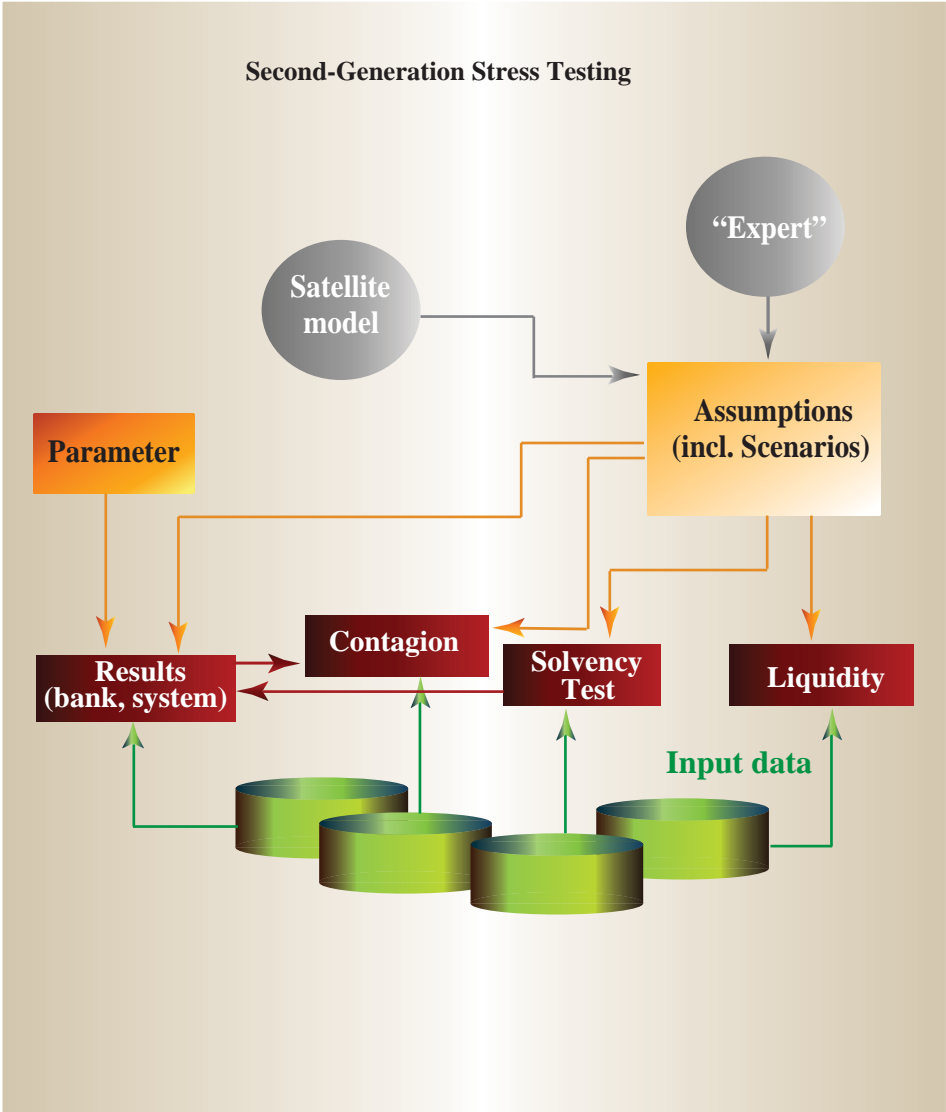 Second-Generation Stress Testing
“Expert”
Satellite
model
Assumptions
(incl. Scenarios)
Parameter
Contagion
Results
(bank, system)
Solvency
Test
Liquidity
Input data